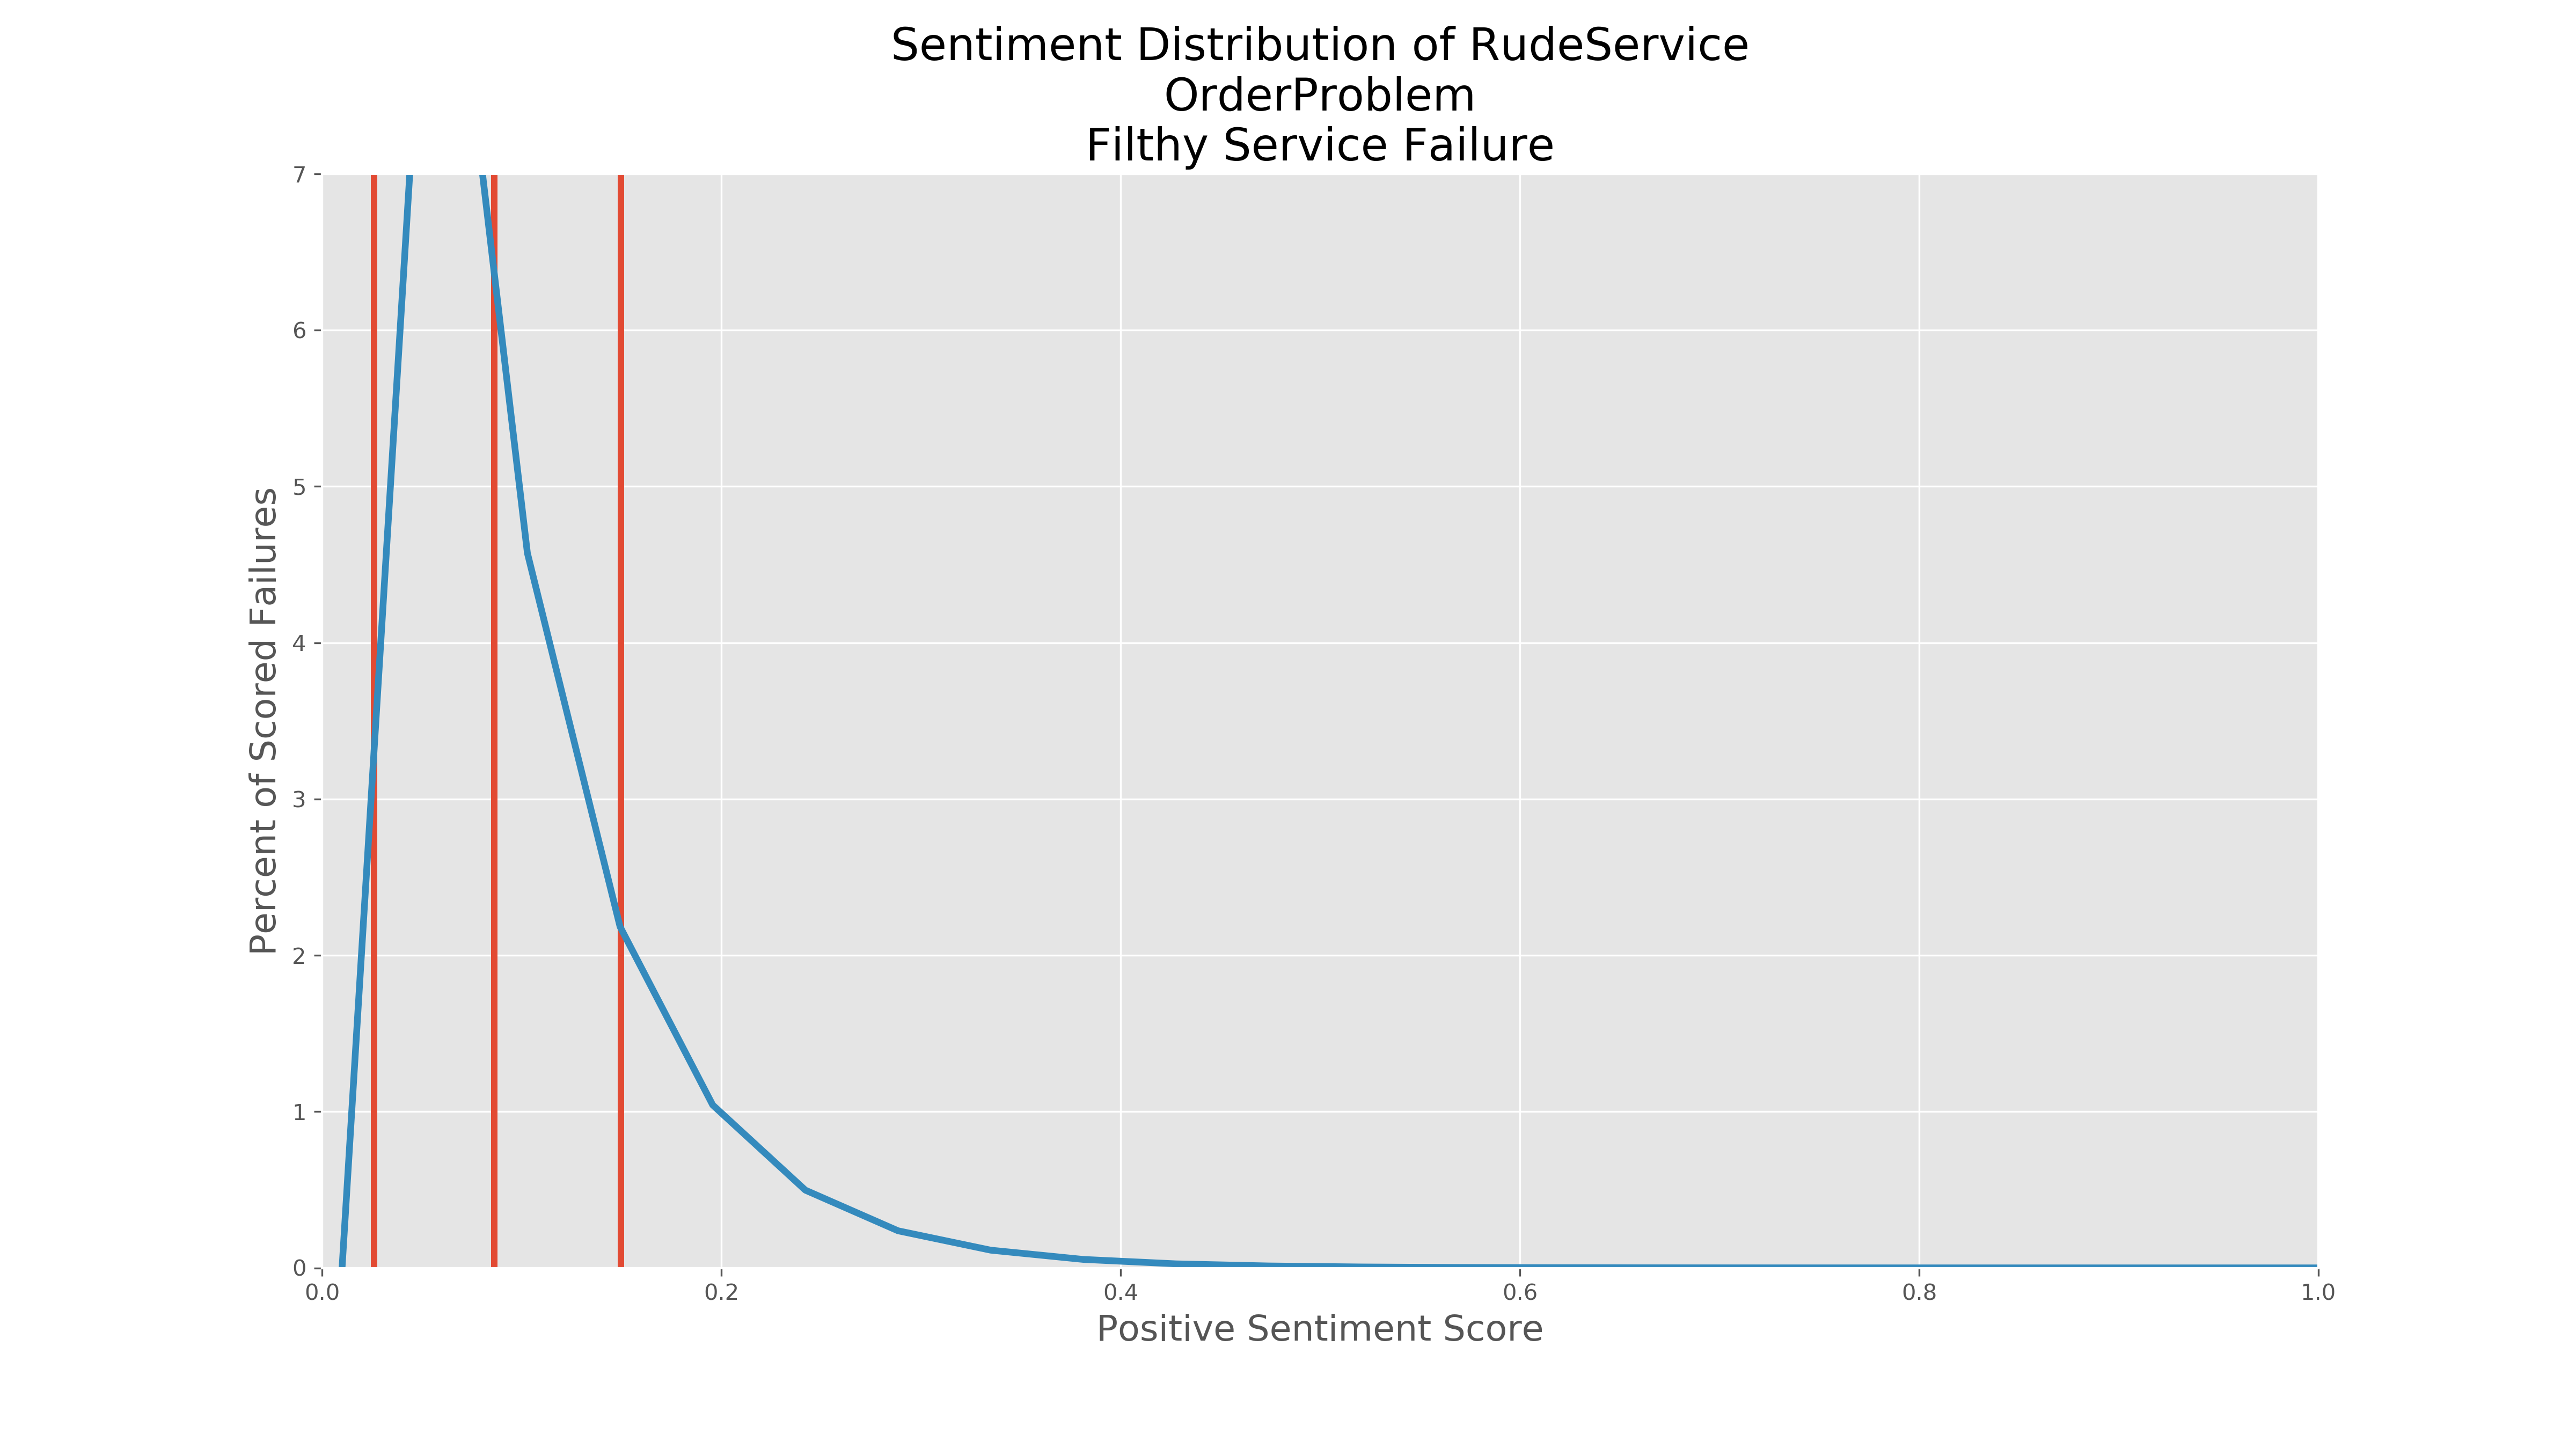 Sentiment Distribution of RudeService
OrderProblem
Filthy Service Failure
7
6
5
4
3
2
1
0
Percent of Scored Failures
0.0 0.2 0.4 0.6 0.8 1.0
Positive Sentiment Score